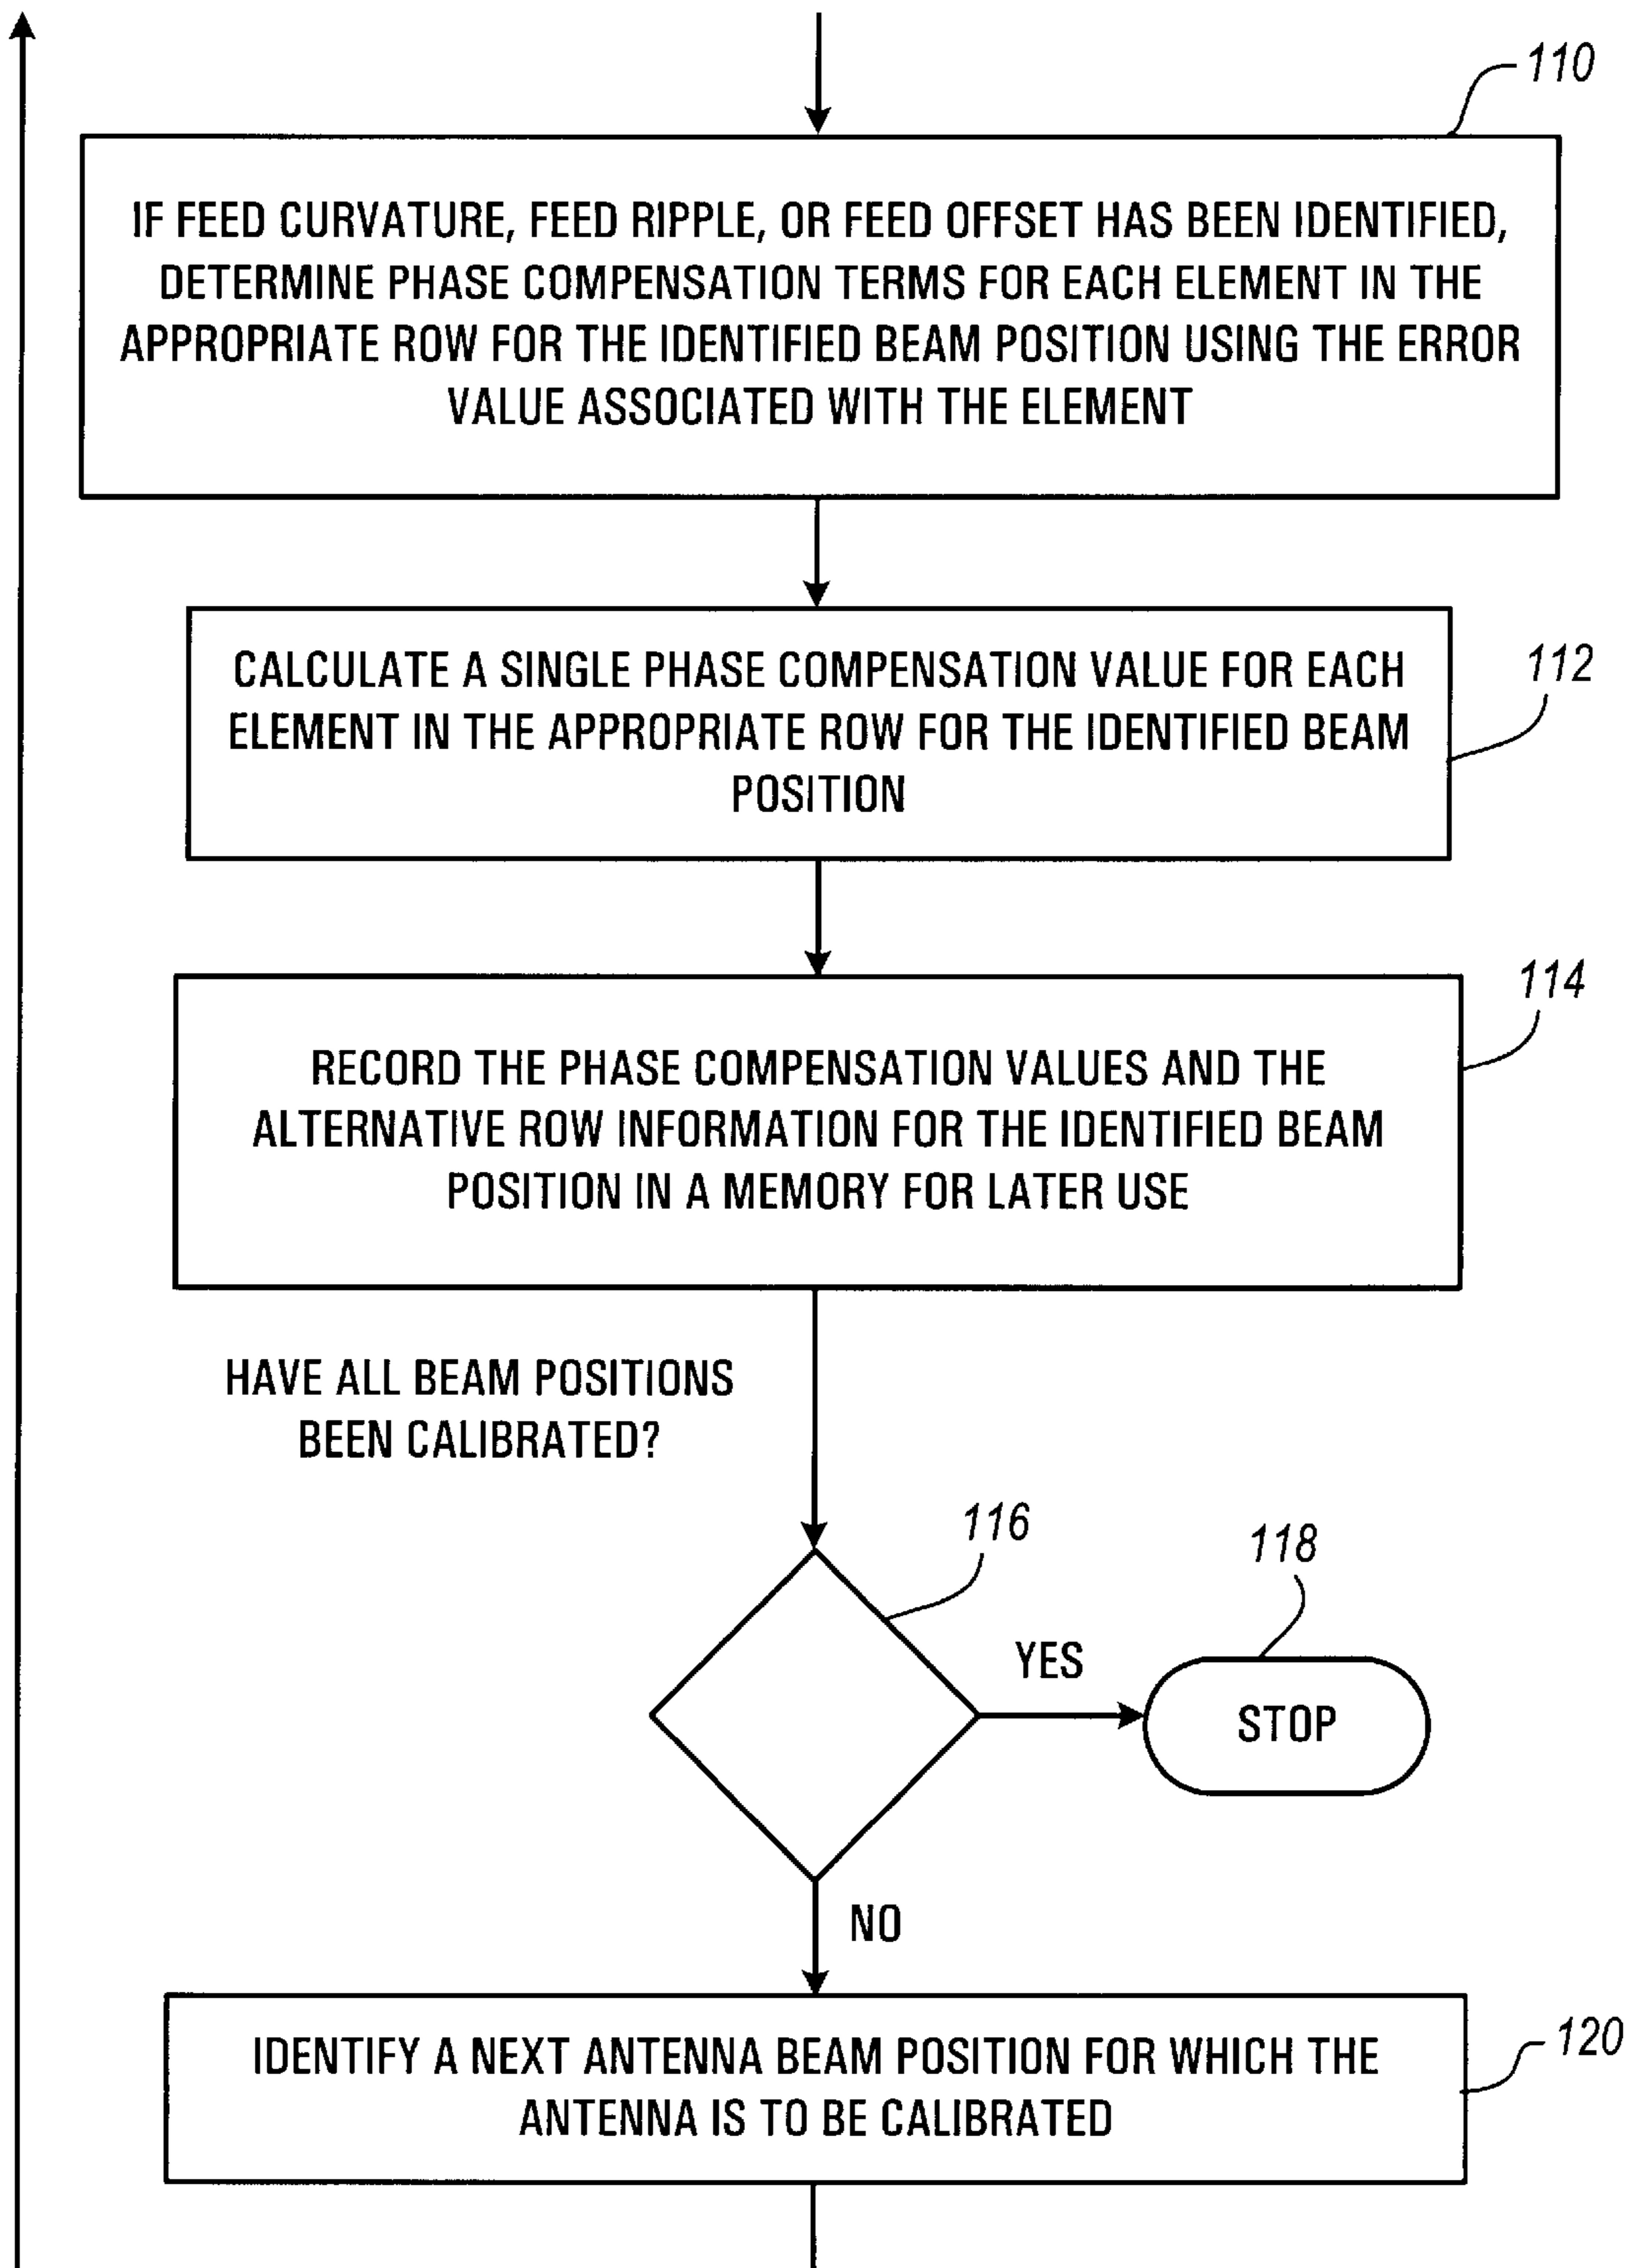 110
IF FEED CURVATURE, FEED RIPPLE, OR FEED OFFSET HAS BEEN IDENTIFIED,
DETERMINE PHASE COMPENSATION TERMS FOR EACH ELEMENT IN THE
APPROPRIATE ROW FOR THE IDENTIFIED BEAM POSITION USING THE ERROR
VALUE ASSOCIATED WITH THE ELEMENT
112
CALCULATE A SINGLE PHASE COMPENSATION VALUE FOR EACH
ELEMENT IN THE APPROPRIATE ROW FOR THE IDENTIFIED BEAM
POSITION
114
RECORD THE PHASE COMPENSATION VALUES AND THE
ALTERNATIVE ROW INFORMATION FOR THE IDENTIFIED BEAM
POSITION IN A MEMORY FOR LATER USE
HAVE ALL BEAM POSITIONS
BEEN CALIBRATED?
116
118
YES
STOP
NO
120
IDENTIFY A NEXT ANTENNA BEAM POSITION FOR WHICH THE
ANTENNA IS TO BE CALIBRATED